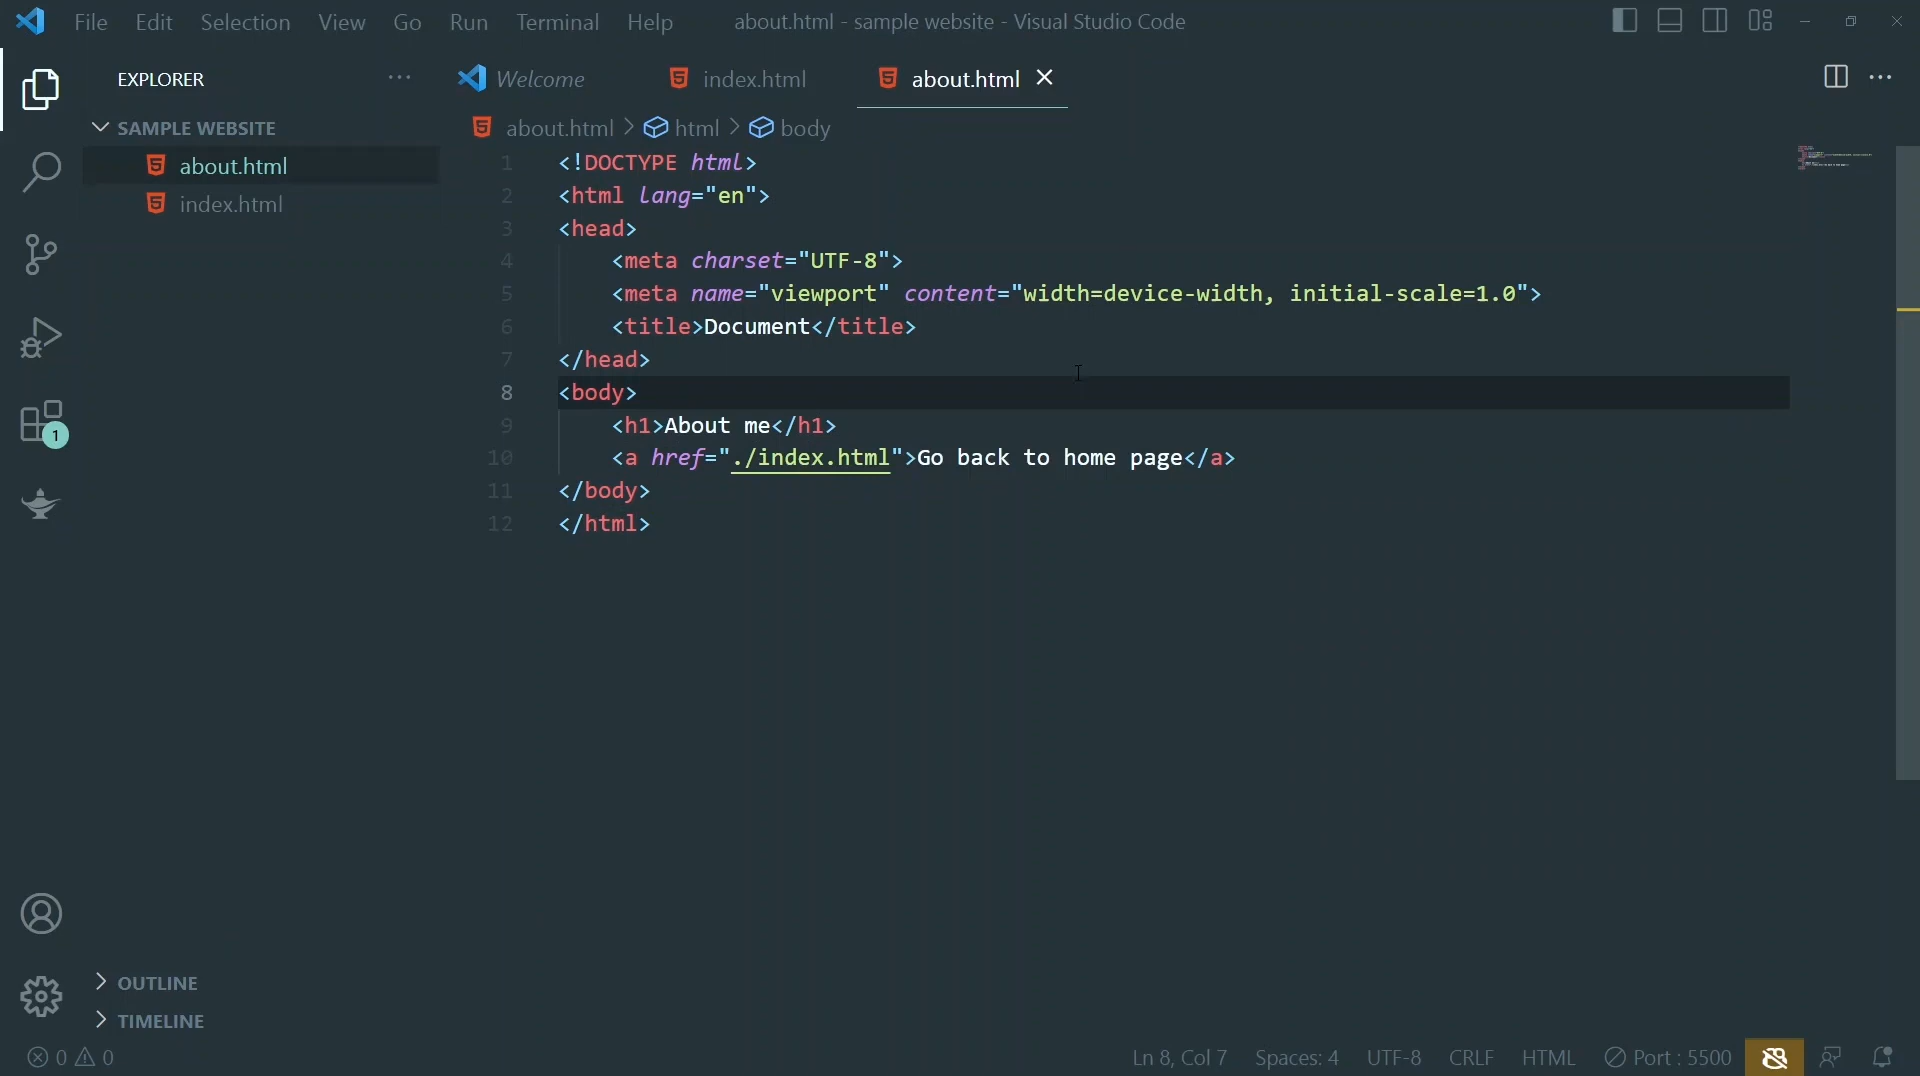 File Edit Selection View Go Run Terminal Help about.html - sample website - Visual Studio Code
EXPLORER
SAMPLE WEBSITE
about.html
index.html
Welcome index.html about.html
about.html > html > body
1 <!DOCTYPE html>
2 <html lang="en">
3 <head>
4 <meta charset="UTF-8">
5 <meta name="viewport" content="width=device-width, initial-scale=1.0">
6 <title>Document</title>
7 </head>
8 <body>
9 <h1>About me</h1>
10 <a href="./index.html">Go back to home page</a>
11 </body>
12 </html>
1
OUTLINE
TIMELINE
0 0 Ln 8, Col 7 Spaces: 4 UTF-8 CRLF HTML Port : 5500